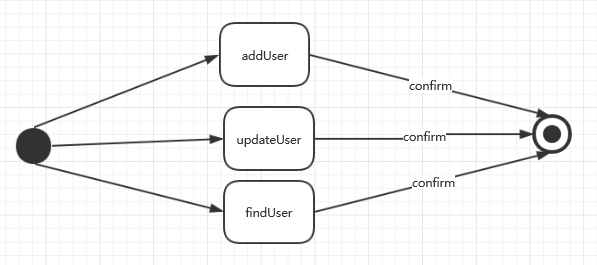 addUser
confirm
updateUser
confirm
findUser
confirm